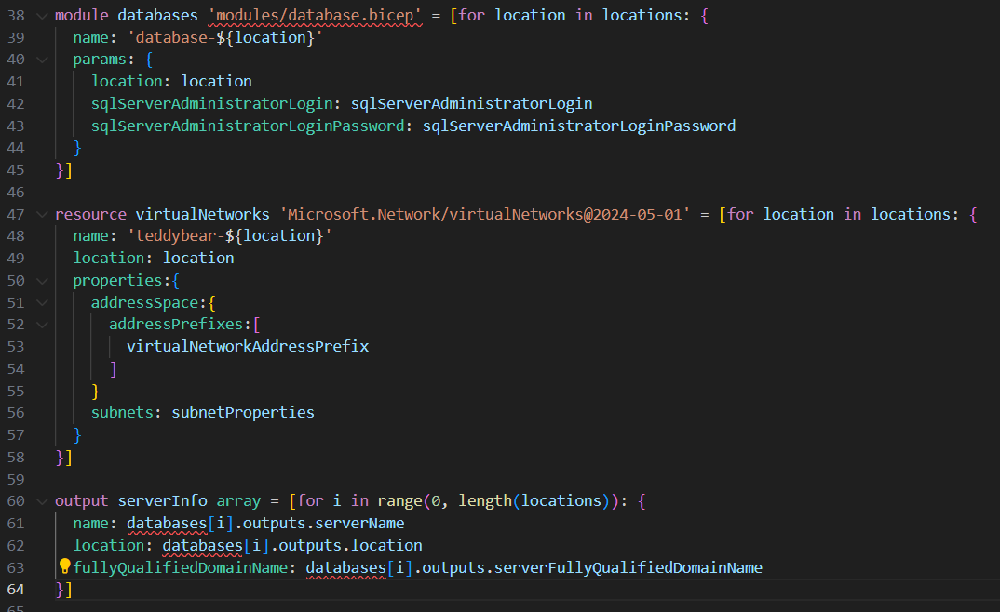 38 module databases 'modules/database.bicep' = [for location in locations: {
39   name: 'database-${location}'
40   params: {
41     location: location
42     sqlServerAdministratorLogin: sqlServerAdministratorLogin
43     sqlServerAdministratorLoginPassword: sqlServerAdministratorLoginPassword
44   }
45 }]
46
47 resource virtualNetworks 'Microsoft.Network/virtualNetworks@2024-05-01' = [for location in locations: {
48   name: 'teddybear-${location}'
49   location: location
50   properties:{
51     addressSpace:{
52       addressPrefixes:[
53         virtualNetworkAddressPrefix
54       ]
55     }
56     subnets: subnetProperties
57   }
58 }]
59
60 output serverInfo array = [for i in range(0, length(locations)): {
61   name: databases[i].outputs.serverName
62   location: databases[i].outputs.location
63   fullyQualifiedDomainName: databases[i].outputs.serverFullyQualifiedDomainName
64 }]
65